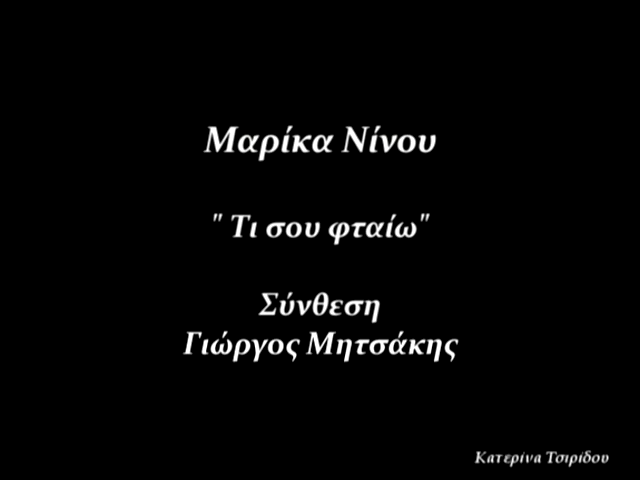 Μαρίκα Νίνου
" Τι σου φταίω"
Σύνθεση
Γιώργος Μητσάκης
Κατερίνα Τσιρίδου